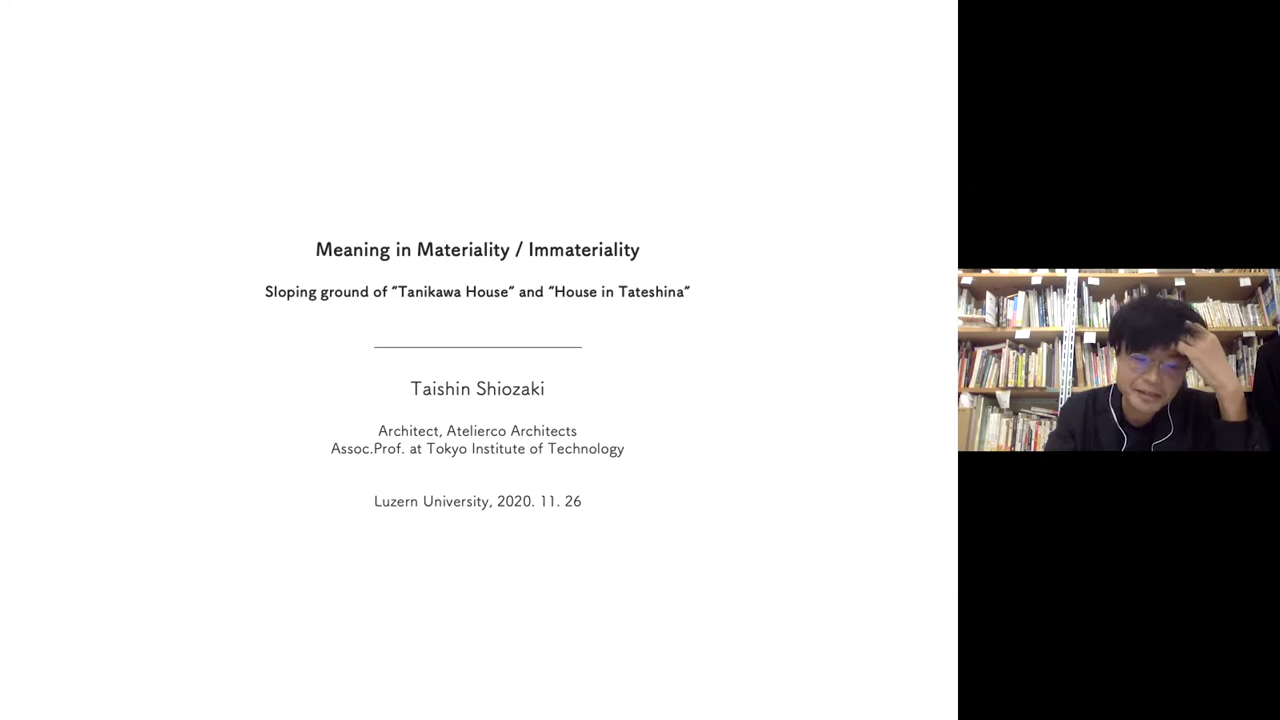 Meaning in Materiality / Immateriality
Sloping ground of "Tanikawa House" and "House in Tateshina"
Taishin Shiozaki
Architect, Atelierco Architects
Assoc.Prof. at Tokyo Institute of Technology
Luzern University, 2020. 11. 26